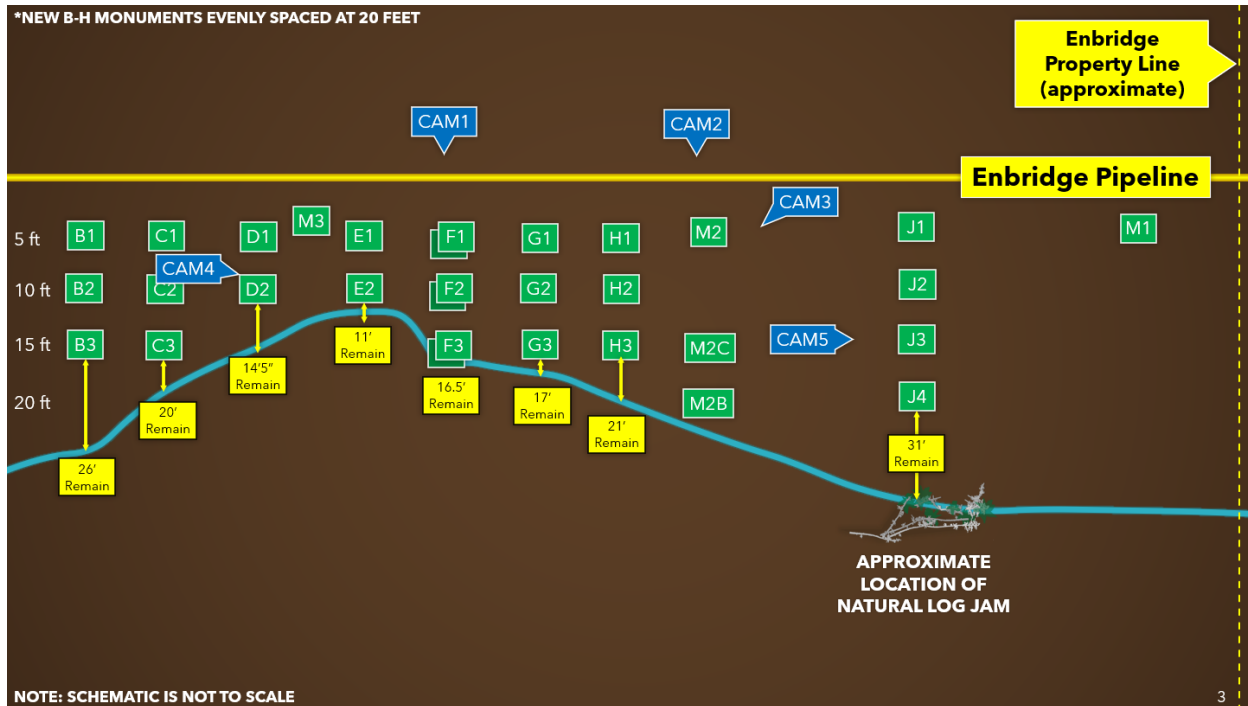 *NEW B-H MONUMENTS EVENLY SPACED AT 20 FEET
Enbridge
Property Line
(approximate)
CAM1
CAM2
Enbridge Pipeline
CAM3
5 ft
B1
C1
D1
M3
E1
F1
G1
H1
M2
J1
M1
CAM4
10 ft
B2
C2
D2
E2
F2
G2
H2
J2
11'
Remain
15 ft
B3
C3
F3
G3
H3
M2C
CAM5
J3
14'5"
Remain
16.5'
Remain
17'
Remain
20 ft
20'
Remain
21'
Remain
M2B
J4
26'
Remain
31'
Remain
APPROXIMATE
LOCATION OF
NATURAL LOG JAM
NOTE: SCHEMATIC IS NOT TO SCALE
3